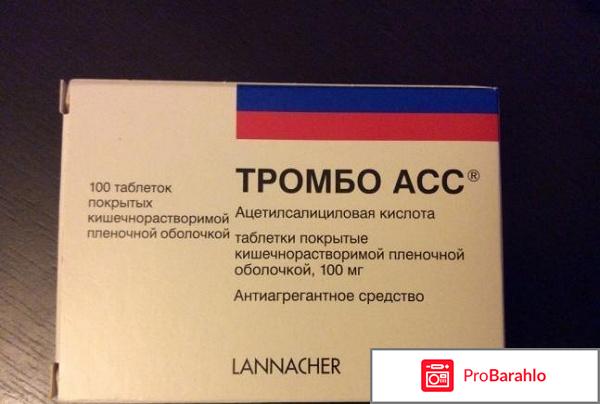 100 таблеток
покрытых
кишечнорастворимой
пленочной оболочкой
ТРОМБО АСС®
Ацетилсалициловая кислота
таблетки покрытые
кишечнорастворимой пленочной
оболочкой, 100 мг
Антиагрегантное средство
LANNACHER
ProBarahlo